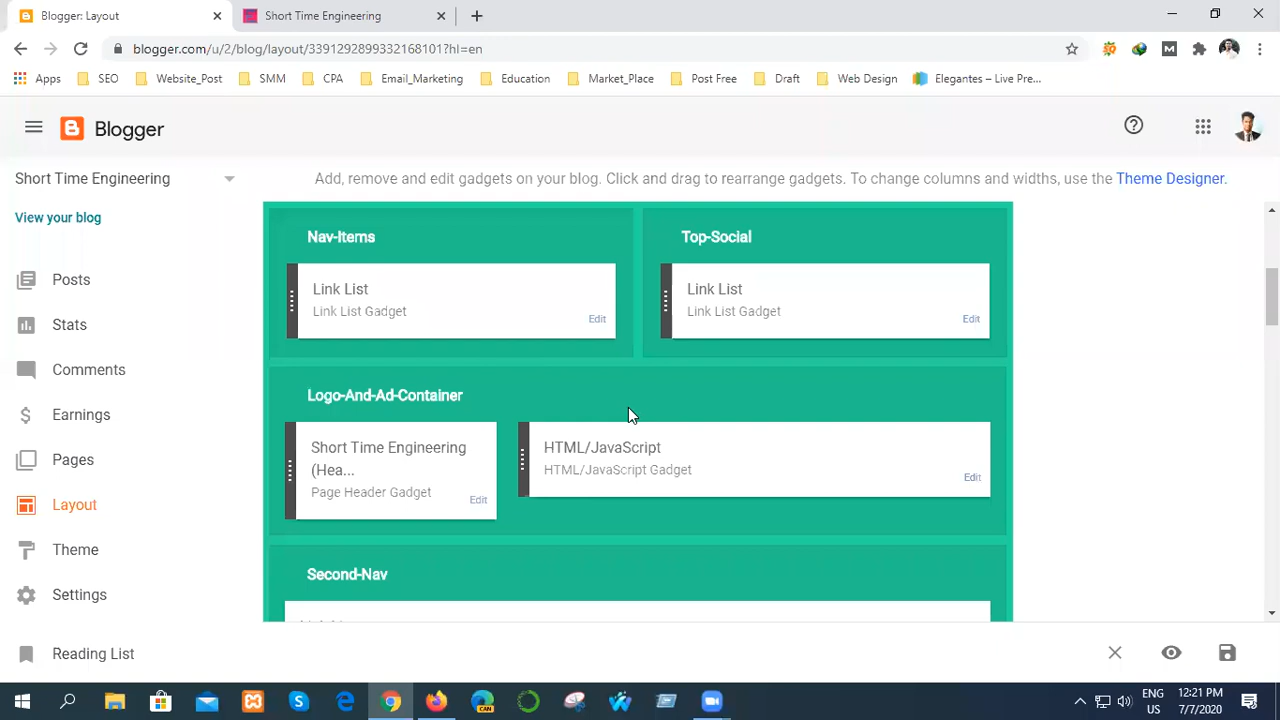 Blogger: Layout
Short Time Engineering
blogger.com/u/2/blog/layout/3391292899332168101?hl=en
Apps
SEO
Website_Post
SMM
CPA
Email_Marketing
Education
Market_Place
Post Free
Draft
Web Design
Elegantes – Live Pre...
Blogger
Short Time Engineering
Add, remove and edit gadgets on your blog. Click and drag to rearrange gadgets. To change columns and widths, use the Theme Designer.
View your blog
Posts
Stats
Comments
Earnings
Pages
Layout
Theme
Settings
Reading List
Nav-Items
Link List
Link List Gadget
Edit
Top-Social
Link List
Link List Gadget
Edit
Logo-And-Ad-Container
Short Time Engineering
(Hea...
Page Header Gadget
Edit
HTML/JavaScript
HTML/JavaScript Gadget
Edit
Second-Nav
ENG
US
12:21 PM
7/7/2020